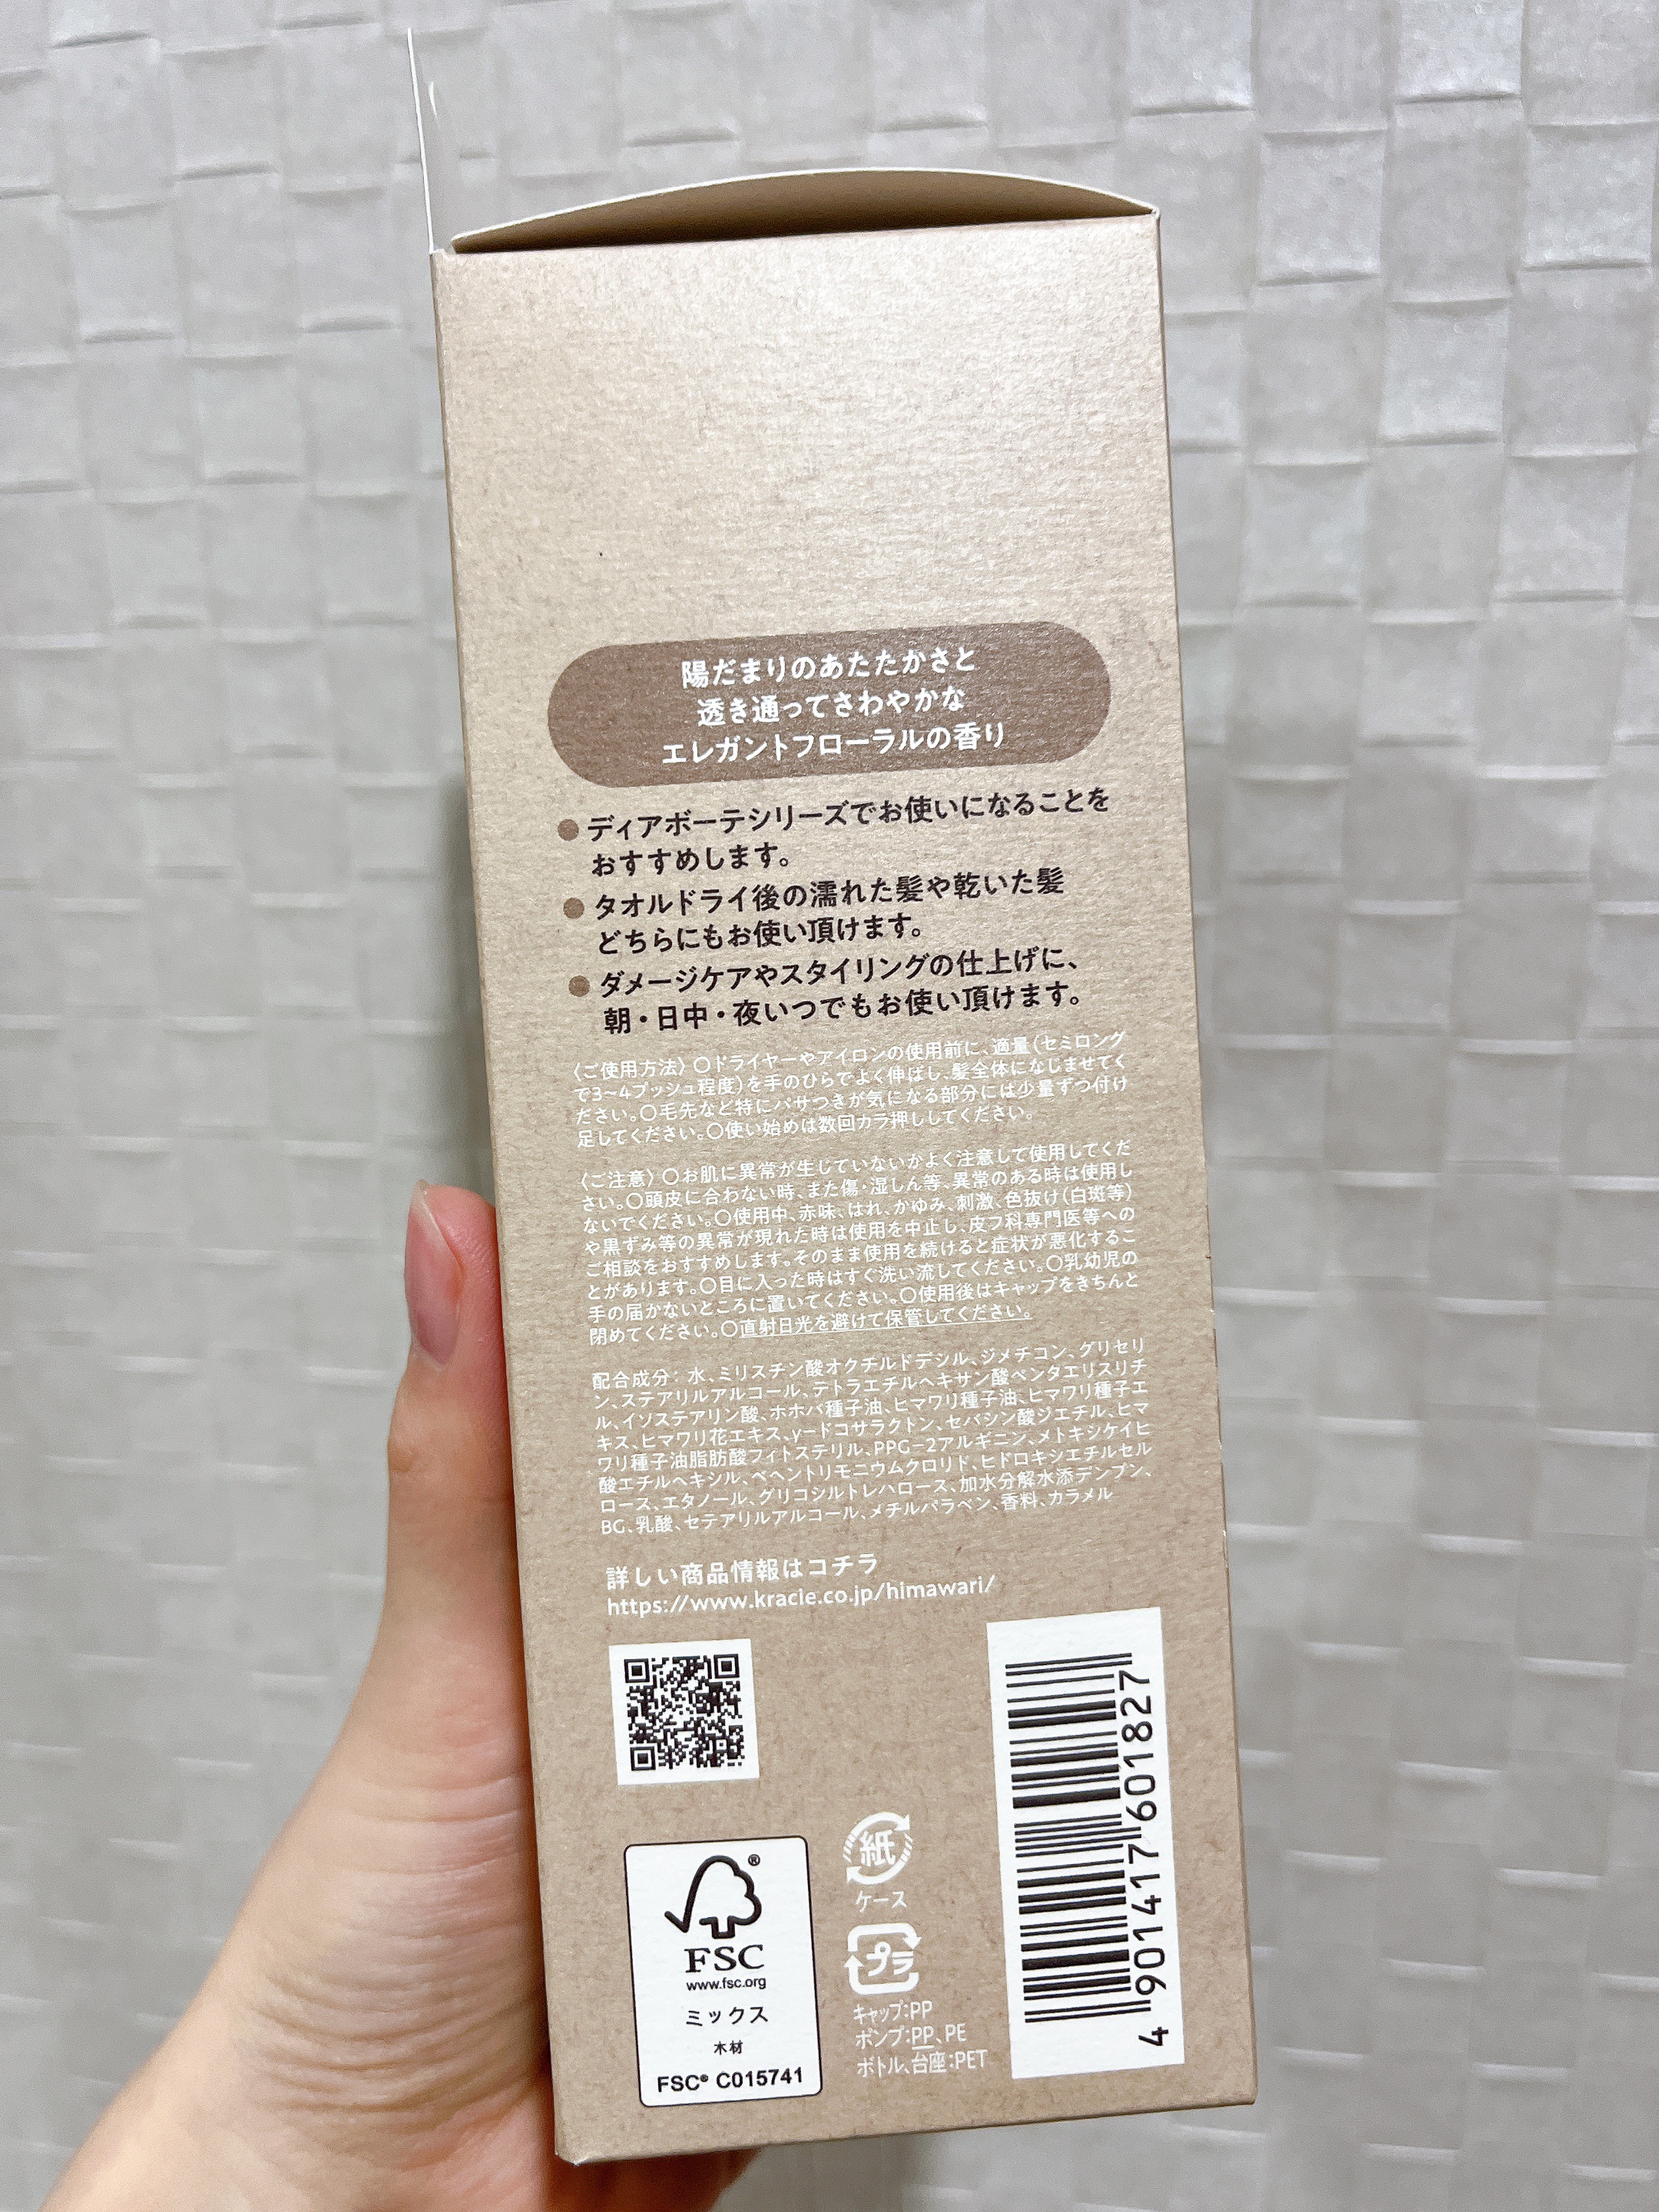 陽だまりのあたたかさと
透き通ってさわやかな
エレガントフローラルの香り
●ディアボーテシリーズでお使いになることを
おすすめします。
●タオルドライ後の濡れた髪や乾いた髪
どちらにもお使い頂けます。
●ダメージケアやスタイリングの仕上げに、
朝・日中・夜いつでもお使い頂けます。
〈ご使用方法〉〇ドライヤーやアイロンの使用前に、適量(セミロング
で3~4プッシュ程度)を手のひらでよく伸ばし、髪全体になじませてく
ださい。〇毛先など特にパサつきが気になる部分には少量ずつ付け
足してください。〇使い始めは数回カラ押ししてください。
〈ご注意〉〇お肌に異常が生じていないかよく注意して使用してくだ
さい。〇頭皮に合わない時、また傷・湿しん等、異常のある時は使用し
ないでください。〇使用中、赤味、はれ、かゆみ、刺激、色抜け(白斑等)
や黒ずみ等の異常が現れた時は使用を中止し、皮フ科専門医等への
ご相談をおすすめします。そのまま使用を続けると症状が悪化するこ
とがあります。〇目に入った時はすぐ洗い流してください。〇乳幼児の
手の届かないところに置いてください。〇使用後はキャップをきちんと
閉めてください。〇直射日光を避けて保管してください。
配合成分：水、ミリスチン酸オクチルドデシル、ジメチコン、グリセリ
ン、ステアリルアルコール、テトラエチルヘキサン酸ペンタエリスリチ
ル、イソステアリン酸、ホホバ種子油、ヒマワリ種子油、ヒマワリ種子エ
キス、ヒマワリ花エキス、γ-ドコサラクトン、セバシン酸ジエチル、ヒマ
ワリ種子油脂肪酸フィトステリル、PPG-2アルギニン、メトキシケイヒ
酸エチルヘキシル、ベヘントリモニウムクロリド、ヒドロキシエチルセル
ロース、エタノール、グリコシルトレハロース、加水分解水添デンプン、
BG、乳酸、セテアリルアルコール、メチルパラベン、香料、カラメル
詳しい商品情報はコチラ
https://www.kracie.co.jp/himawari/
紙
ケース
プラ
キャップ:PP
ポンプ:PP、PE
ボトル、台座:PET
®
FSC
www.fsc.org
ミックス
木材
FSC® C015741
4 901417 601827